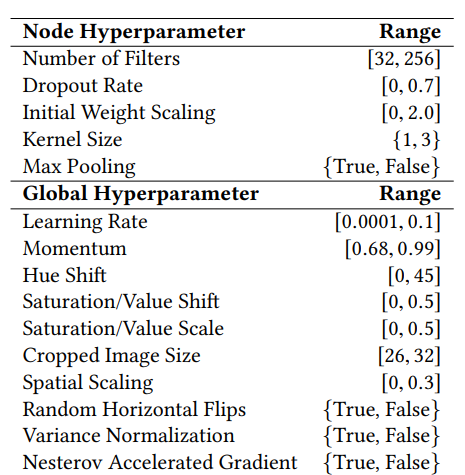 Node Hyperparameter Range
Number of Filters [32, 256]
Dropout Rate [0, 0.7]
Initial Weight Scaling [0, 2.0]
Kernel Size {1, 3}
Max Pooling {True, False}
Global Hyperparameter Range
Learning Rate [0.0001, 0.1]
Momentum [0.68, 0.99]
Hue Shift [0, 45]
Saturation/Value Shift [0, 0.5]
Saturation/Value Scale [0, 0.5]
Cropped Image Size [26, 32]
Spatial Scaling [0, 0.3]
Random Horizontal Flips {True, False}
Variance Normalization {True, False}
Nesterov Accelerated Gradient {True, False}